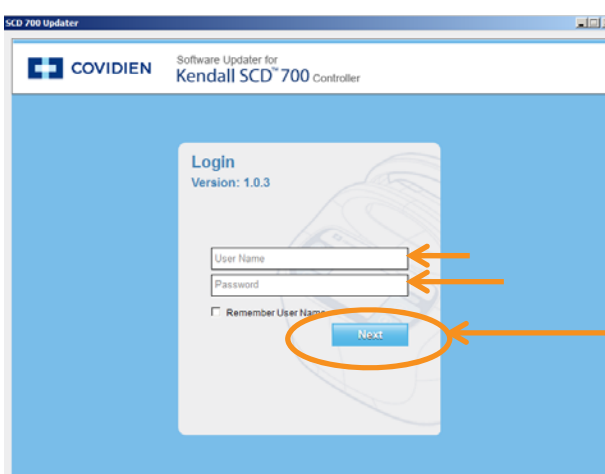 SCD 700 Updater
COVIDIEN
Software Updater for
Kendall SCD™ 700 Controller
Login
Version: 1.0.3
User Name
Password
Remember User Name
Next